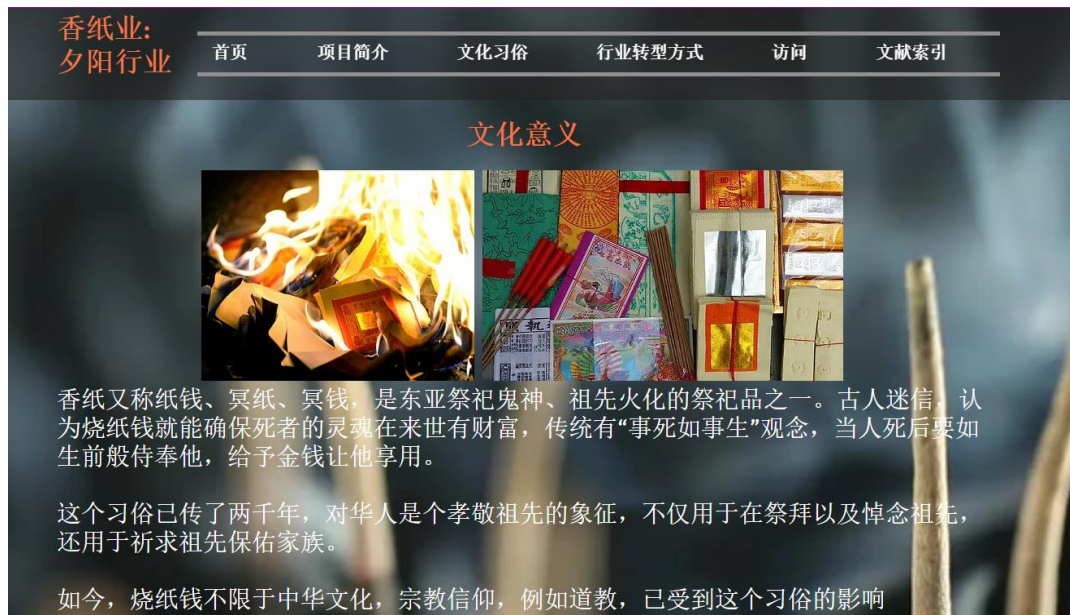 香纸业:
夕阳行业
首页
项目简介
文化习俗
行业转型方式
访问
文献索引
文化意义
香纸又称纸钱、冥纸、冥钱，是东亚祭祀鬼神、祖先火化的祭祀品之一。古人迷信，认
为烧纸钱就能确保死者的灵魂在来世有财富，传统有“事死如事生”观念，当人死后要如
生前般侍奉他，给予金钱让他享用。
这个习俗已传了两千年，对华人是个孝敬祖先的象征，不仅用于在祭拜以及悼念祖先，
还用于祈求祖先保佑家族。
如今，烧纸钱不限于中华文化，宗教信仰，例如道教，已受到这个习俗的影响